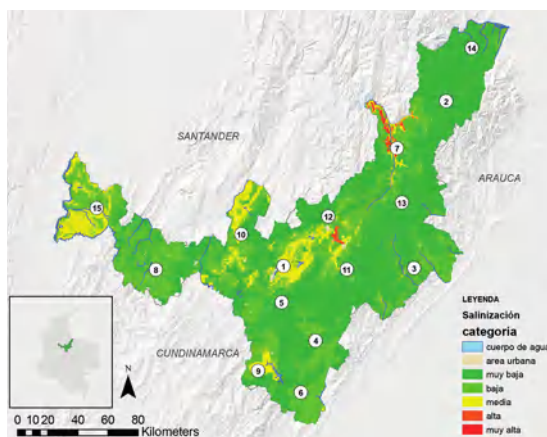 14
2
SANTANDER
7
ARAUCA
15
12
13
10
8
1
11
3
5
4
CUNDINAMARCA
9
6
N
0 10 20 40 60 80
Kilometers
LEYENDA
Salinización
categoria
cuerpo de agua
area urbana
muy baja
baja
media
alta
muy alta